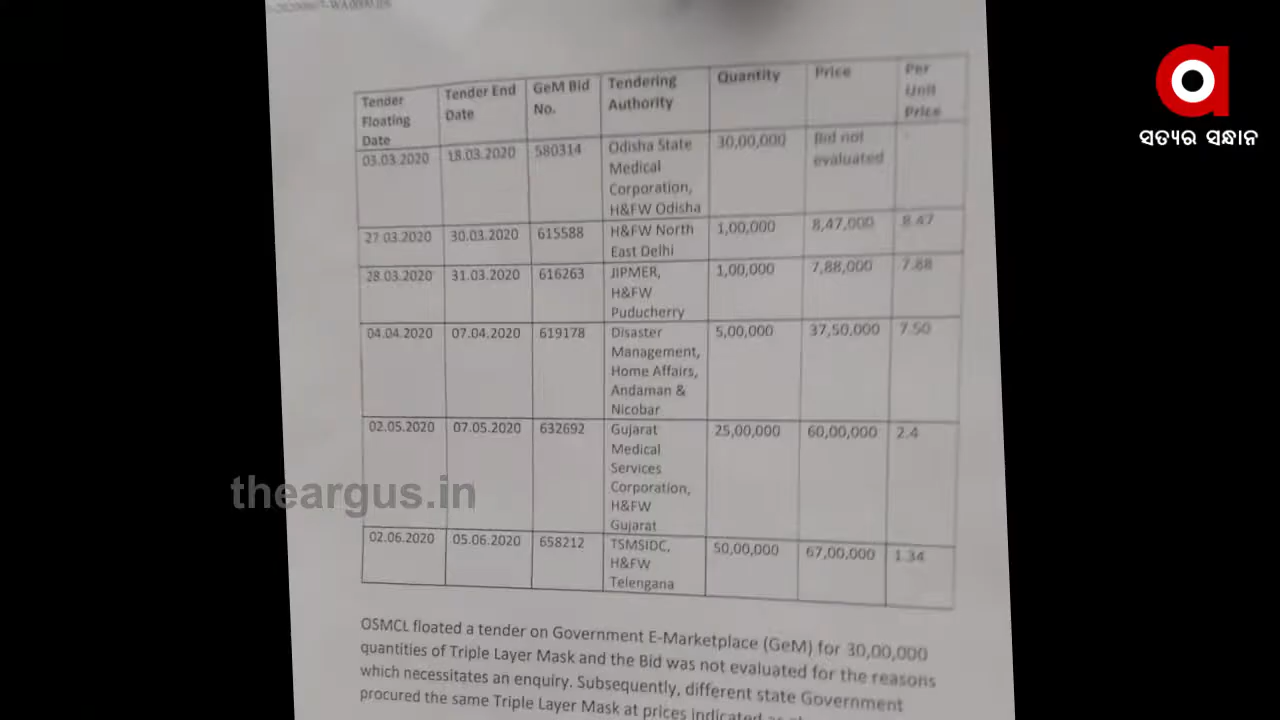 ସତ୍ୟର ସନ୍ଧାନ
Tender Floating Date
Tender End Date
GeM Bid No.
Tendering Authority
Quantity
Price
Per Unit Price
03.03.2020
18.03.2020
580314
Odisha State
Medical
Corporation,
H&FW Odisha
30,00,000
Bid not
evaluated
27.03.2020
30.03.2020
615588
H&FW North
East Delhi
1,00,000
8,47,000
8.47
28.03.2020
31.03.2020
616263
JIPMER,
H&FW
Puducherry
1,00,000
7,88,000
7.88
04.04.2020
07.04.2020
619178
Disaster
Management,
Home Affairs,
Andaman &
Nicobar
5,00,000
37,50,000
7.50
02.05.2020
07.05.2020
632692
Gujarat
Medical
Services
Corporation,
H&FW
Gujarat
25,00,000
60,00,000
2.4
02.06.2020
05.06.2020
658212
TSMSIDC,
H&FW
Telengana
50,00,000
67,00,000
1.34
theargus.in
OSMCL floated a tender on Government E-Marketplace (GeM) for 30,00,000
quantities of Triple Layer Mask and the Bid was not evaluated for the reasons
which necessitates an enquiry. Subsequently, different state Government
procured the same Triple Layer Mask at prices indicated